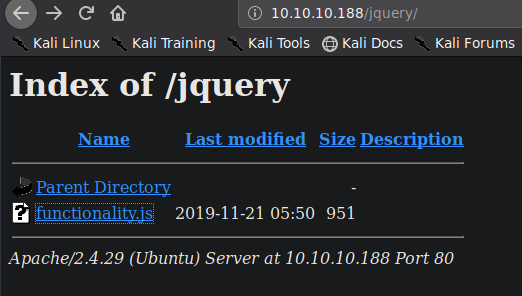 10.10.10.188/jquery/
Kali Linux Kali Training Kali Tools Kali Docs Kali Forums
Index of /jquery
Name Last modified Size Description
Parent Directory -
functionality.js 2019-11-21 05:50 951
Apache/2.4.29 (Ubuntu) Server at 10.10.10.188 Port 80